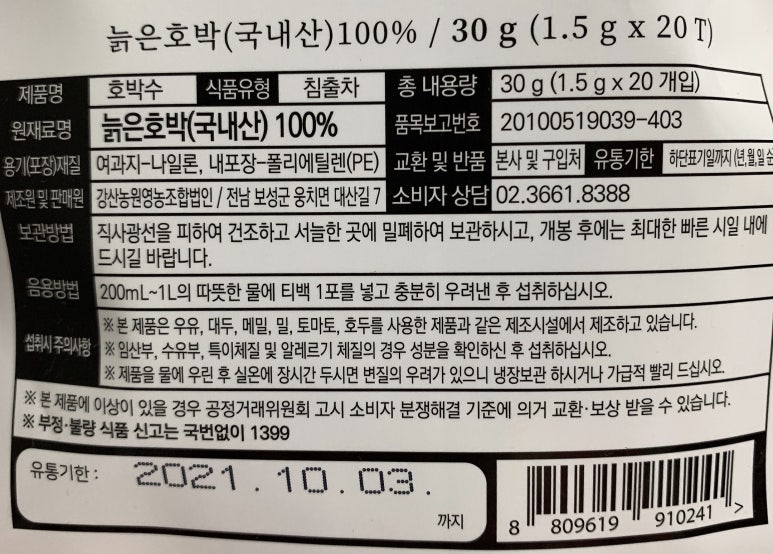 늙은호박(국내산)100% / 30 g (1.5 g x 20 T)
제품명 호박수 식품유형 침출차 총 내용량 30 g (1.5 g x 20 개입)
원재료명 늙은호박(국내산) 100% 품목보고번호 20100519039-403
용기(포장)재질 여과지-나일론, 내포장-폴리에틸렌(PE) 교환 및 반품 본사 및 구입처 유통기한 하단표기일까지 (년,월,일 순
제조원 및 판매원 강산농원영농조합법인 / 전남 보성군 웅치면 대산길 7 소비자 상담 02.3661.8388
보관방법 직사광선을 피하여 건조하고 서늘한 곳에 밀폐하여 보관하시고, 개봉 후에는 최대한 빠른 시일 내에
드시길 바랍니다.
음용방법 200mL~1L의 따뜻한 물에 티백 1포를 넣고 충분히 우려낸 후 섭취하십시오.
※ 본 제품은 우유, 대두, 메밀, 밀, 토마토, 호두를 사용한 제품과 같은 제조시설에서 제조하고 있습니다.
섭취시 주의사항 ※ 임산부, 수유부, 특이체질 및 알레르기 체질의 경우 성분을 확인하신 후 섭취하십시오.
※ 제품을 물에 우린 후 실온에 장시간 두시면 변질의 우려가 있으니 냉장보관 하시거나 가급적 빨리 드십시오.
※ 본 제품에 이상이 있을 경우 공정거래위원회 고시 소비자 분쟁해결 기준에 의거 교환·보상 받을 수 있습니다.
※ 부정·불량 식품 신고는 국번없이 1399
유통기한 : 2021.10.03.
까지
8 809619 910241 >